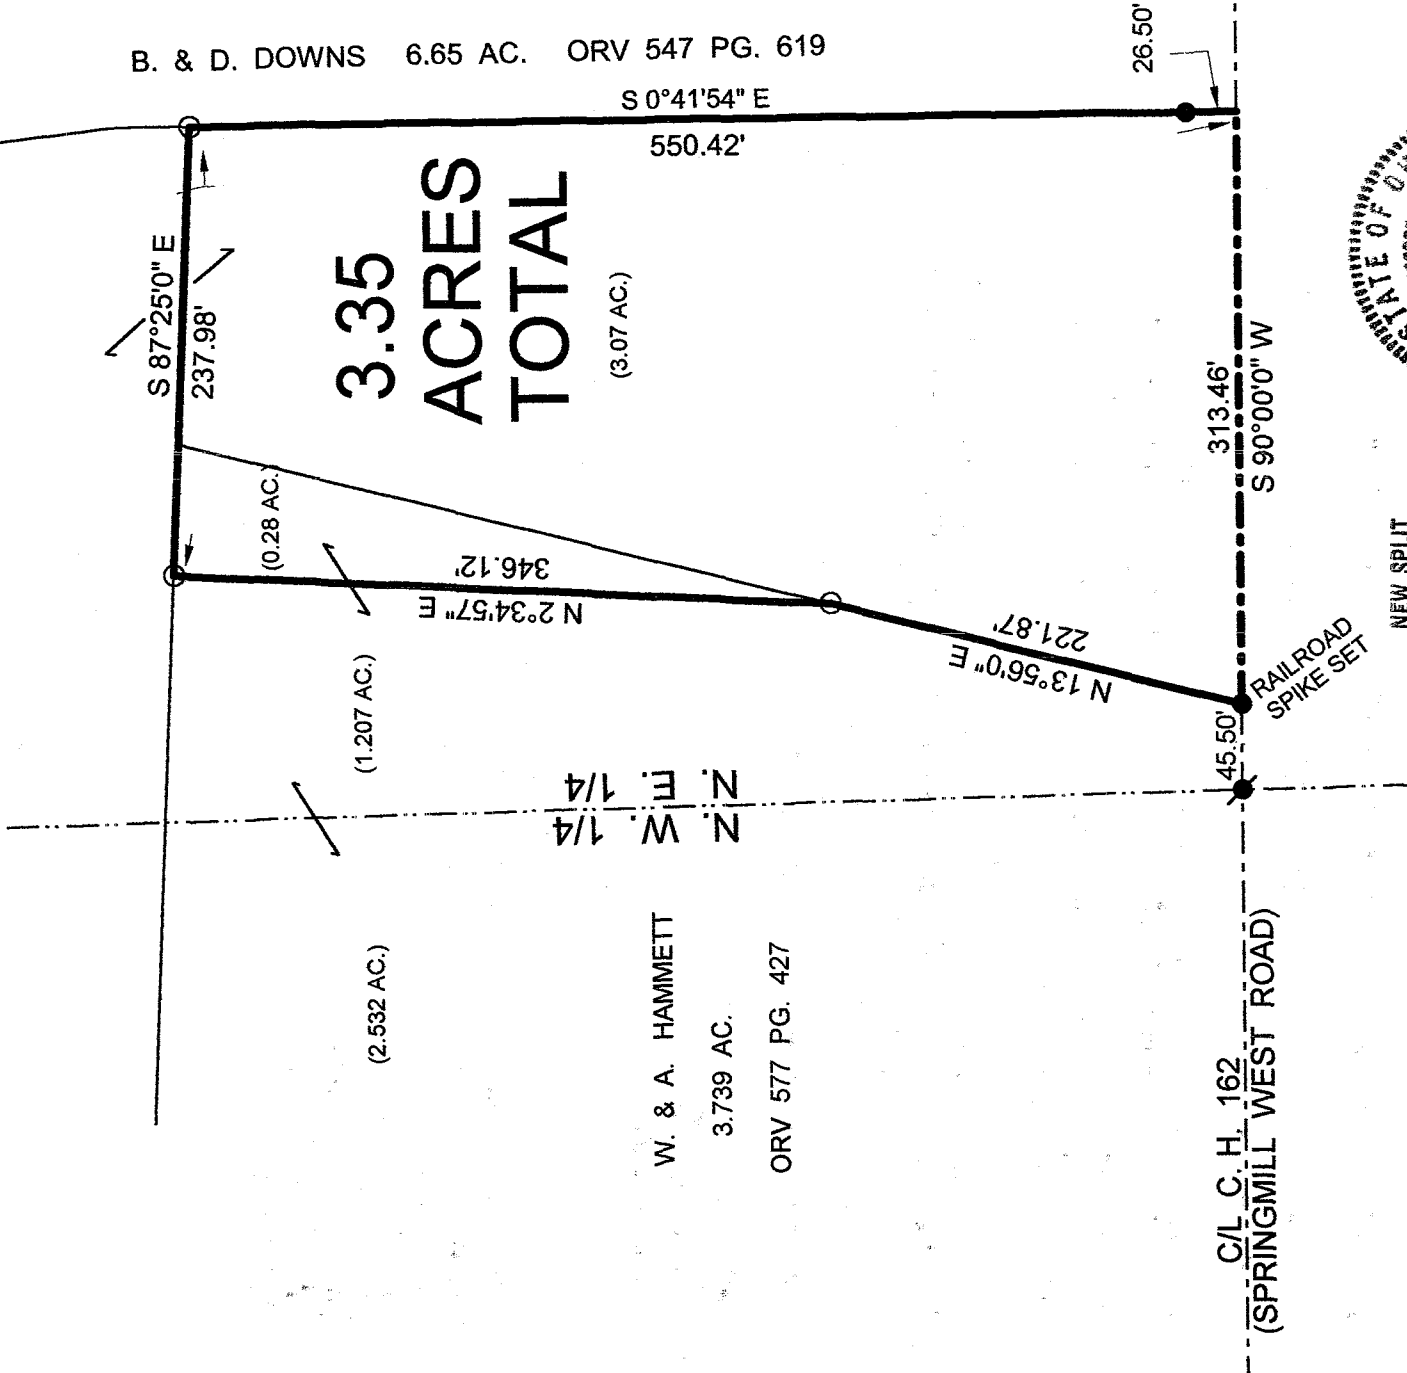 B. & D. DOWNS 6.65 AC. ORV 547 PG. 619
26.50'
S 0°41'54" E
550.42'
S 87°25'0" E
237.98'
3.35
ACRES
TOTAL
(3.07 AC.)
(0.28 AC.)
346.12'
N 2°34'57" E
221.87'
N 13°56'0" E
313.46'
S 90°00'0" W
STATE OF
NEW SPLIT
RAILROAD
SPIKE SET
45.50'
(1.207 AC.)
N. E. 1/4
N. W. 1/4
(2.532 AC.)
W. & A. HAMMETT
3.739 AC.
ORV 577 PG. 427
C/L C. H. 162
(SPRINGMILL WEST ROAD)